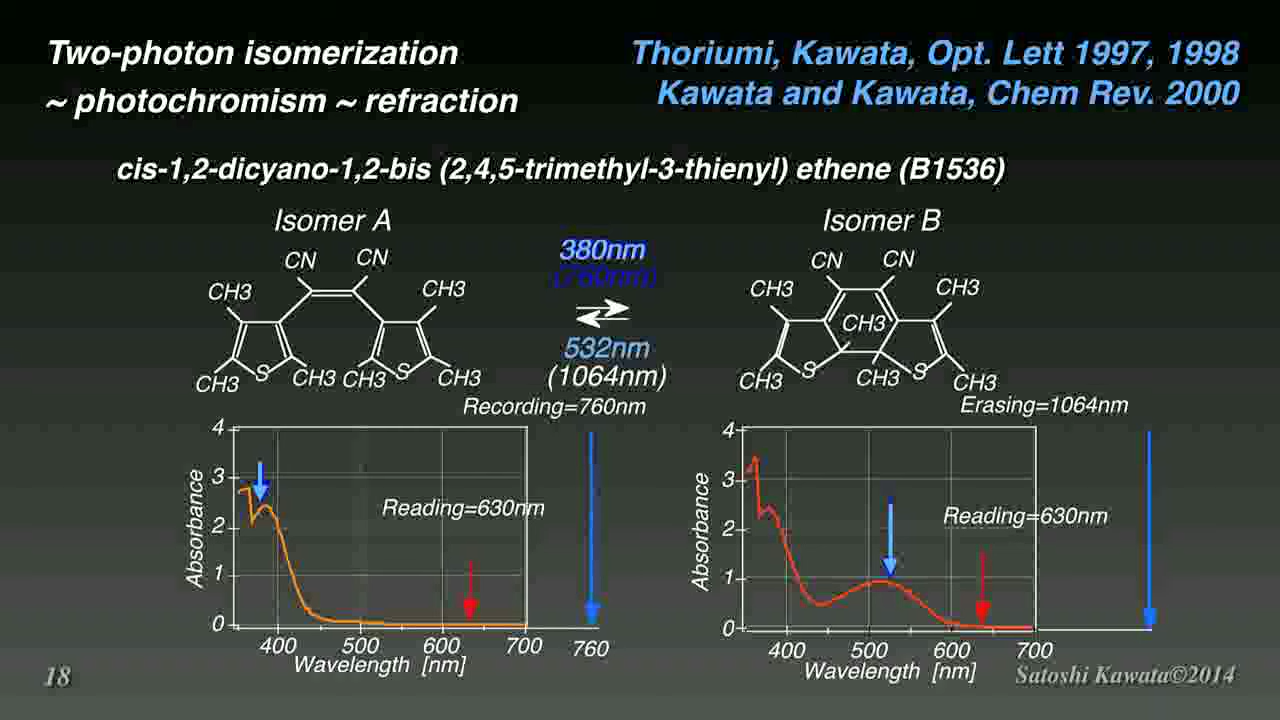 Two-photon isomerization
~ photochromism ~ refraction
Thoriumi, Kawata, Opt. Lett 1997, 1998
Kawata and Kawata, Chem Rev. 2000
cis-1,2-dicyano-1,2-bis (2,4,5-trimethyl-3-thienyl) ethene (B1536)
Isomer A
CN CN
CH3 CH3
CH3 S CH3 CH3 S CH3
380nm
(760nm)
532nm
(1064nm)
Isomer B
CN CN
CH3 CH3
CH3
CH3 S CH3 S CH3
Recording=760nm
Erasing=1064nm
Absorbance
4
3
2
1
0
Reading=630nm
400 500 600 700 760
Wavelength [nm]
Absorbance
4
3
2
1
0
Reading=630nm
400 500 600 700
Wavelength [nm]
18
Satoshi Kawata©2014